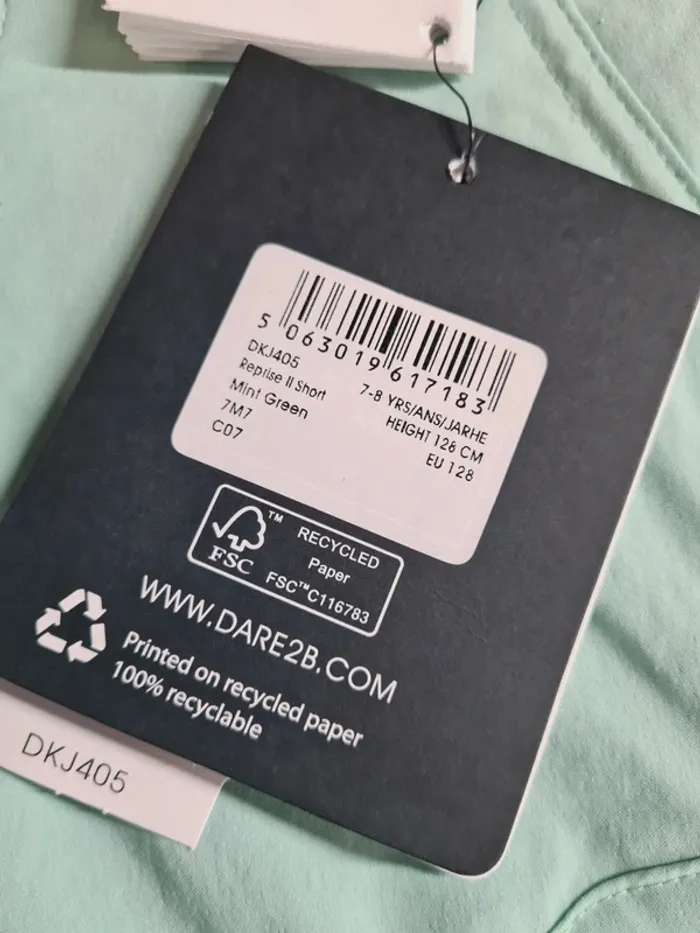 5 063019 617183
DKJ405
Reprise II Short
Mint Green
7M7
C07
7-8 YRS/ANS/JARHE
HEIGHT 128 CM
EU 128
FSC
™
RECYCLED
Paper
FSC™C116783
WWW.DARE2B.COM
Printed on recycled paper
100% recyclable
DKJ405